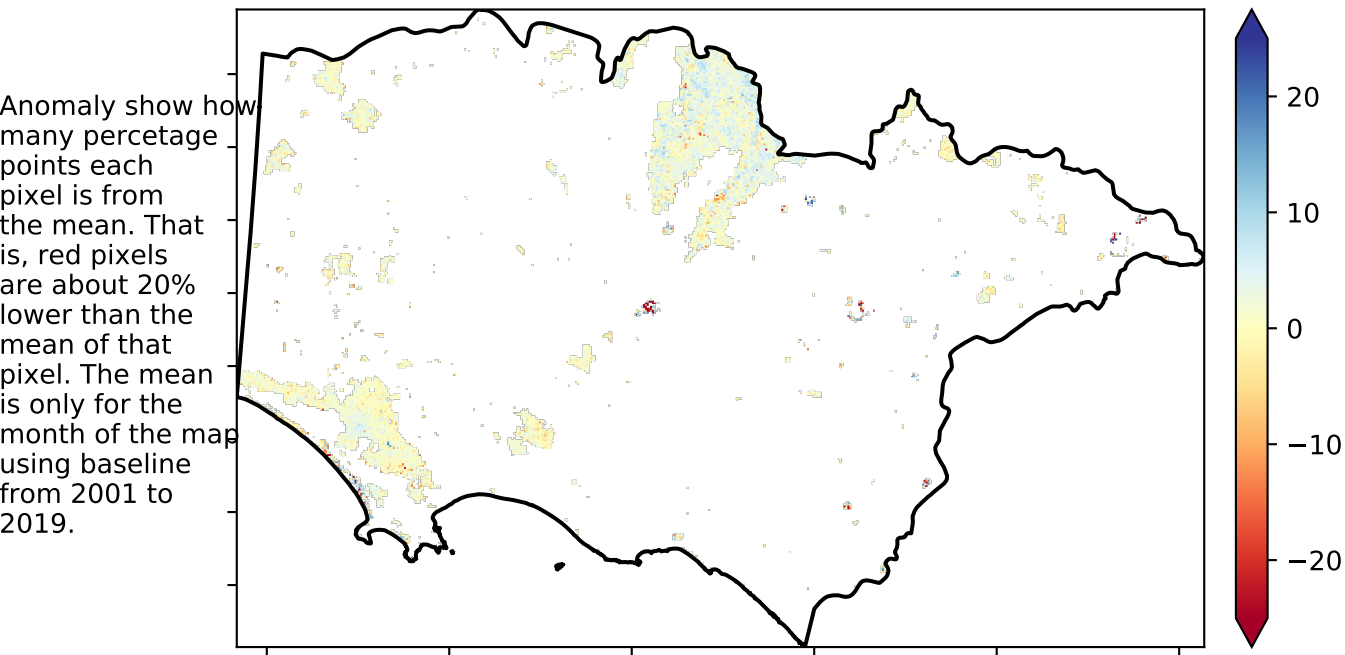 Anomaly show how
many percetage
points each
pixel is from
the mean. That
is, red pixels
are about 20%
lower than the
mean of that
pixel. The mean
is only for the
month of the map
using baseline
from 2001 to
2019.
20
10
0
−10
−20